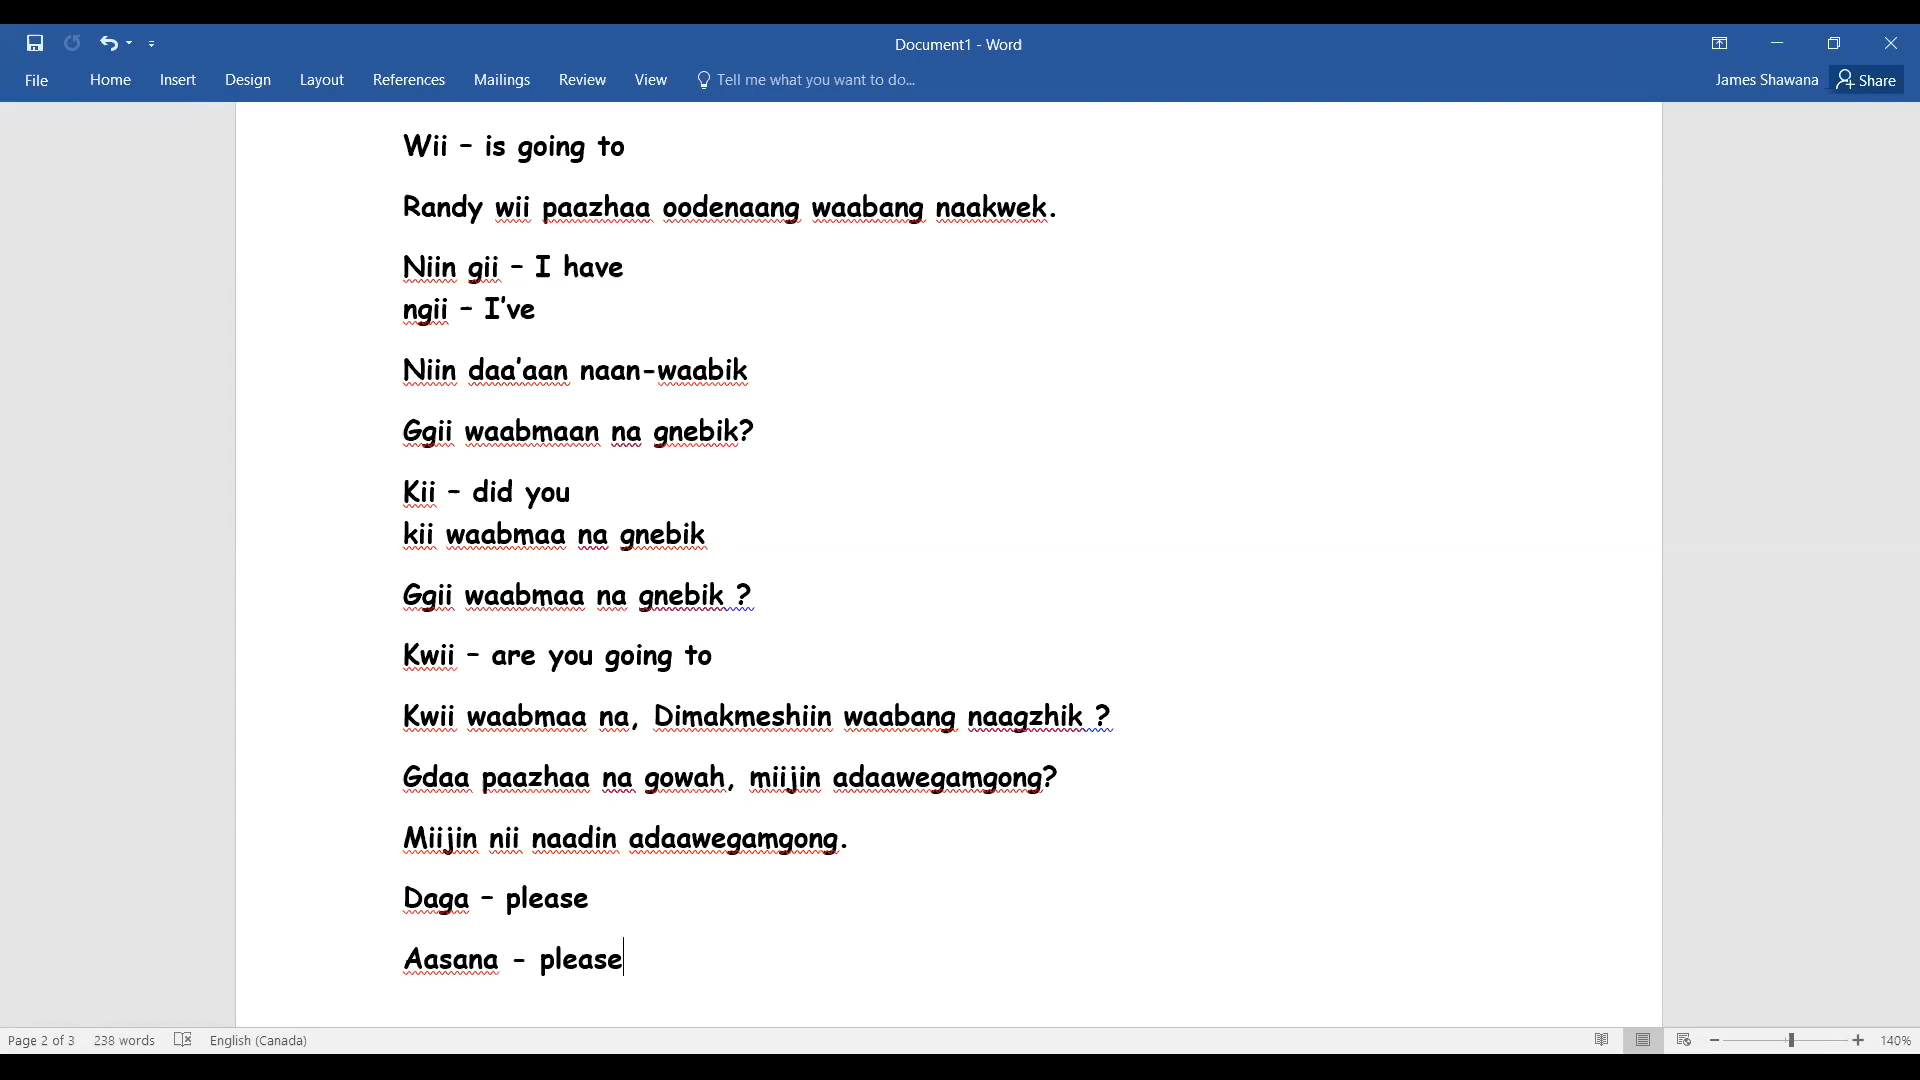 Document1 - Word
File Home Insert Design Layout References Mailings Review View Tell me what you want to do... James Shawana Share
Wii – is going to
Randy wii paazhaa oodenaang waabang naakwek.
Niin gii – I have
ngii – I've
Niin daa'aan naan-waabik
Ggii waabmaan na gnebik?
Kii – did you
kii waabmaa na gnebik
Ggii waabmaa na gnebik ?
Kwii – are you going to
Kwii waabmaa na, Dimakmeshiin waabang naagzhik ?
Gdaa paazhaa na gowah, miijin adaawegamgong?
Miijin nii naadin adaawegamgong.
Daga – please
Aasana - please
Page 2 of 3 238 words English (Canada) 140%